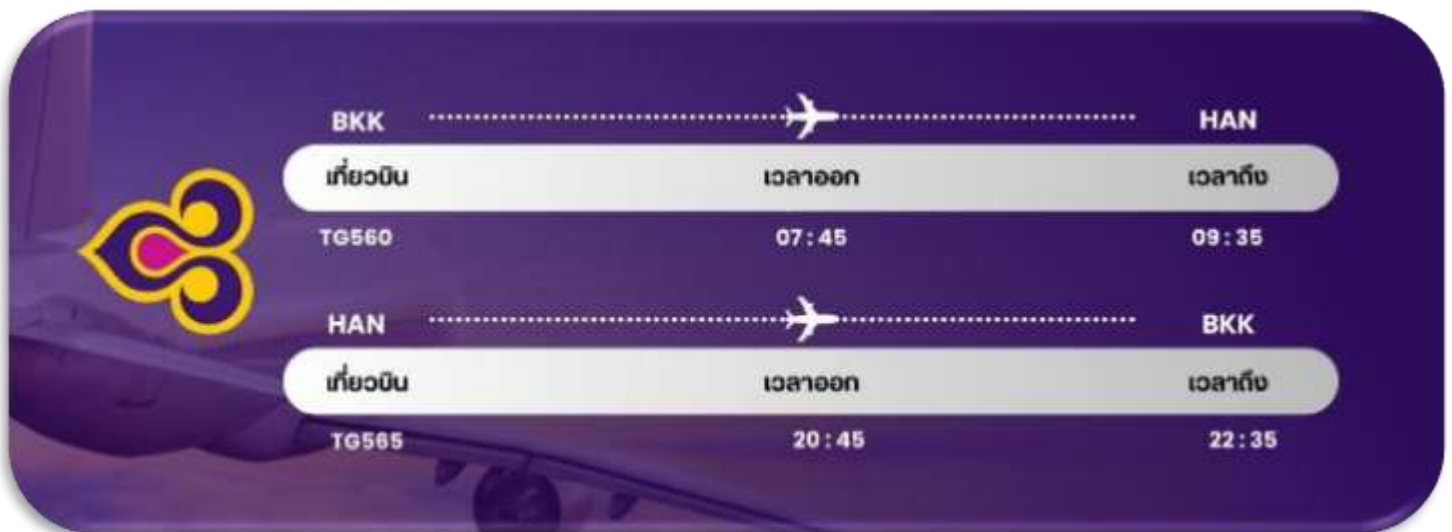 BKK HAN
เที่ยวบิน เวลาออก เวลาถึง
TG560 07:45 09:35
HAN BKK
เที่ยวบิน เวลาออก เวลาถึง
TG565 20:45 22:35